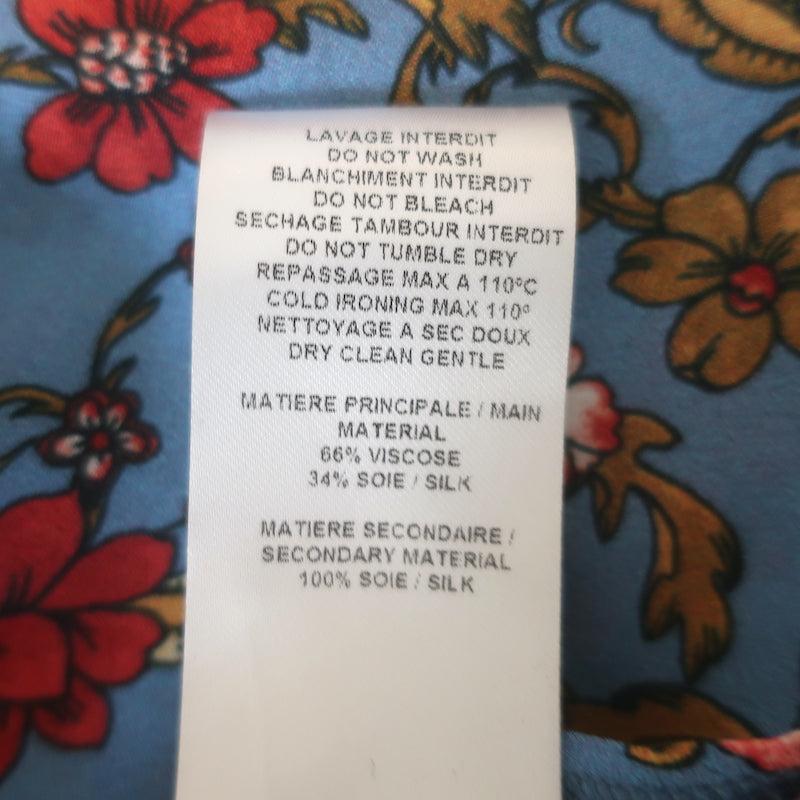 LAVAGE INTERDIT
DO NOT WASH
BLANCHIMENT INTERDIT
DO NOT BLEACH
SECHAGE TAMBOUR INTERDIT
DO NOT TUMBLE DRY
REPASSAGE MAX A 110°C
COLD IRONING MAX 110°
NETTOYAGE A SEC DOUX
DRY CLEAN GENTLE
MATIERE PRINCIPALE / MAIN
MATERIAL
66% VISCOSE
34% SOIE / SILK
MATIERE SECONDAIRE /
SECONDARY MATERIAL
100% SOIE / SILK